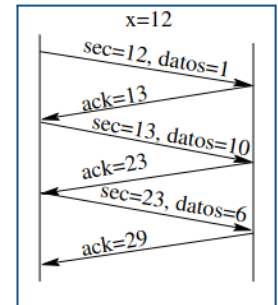 x=12
sec=12, datos=1
ack=13
sec=13, datos=10
ack=23
sec=23, datos=6
ack=29